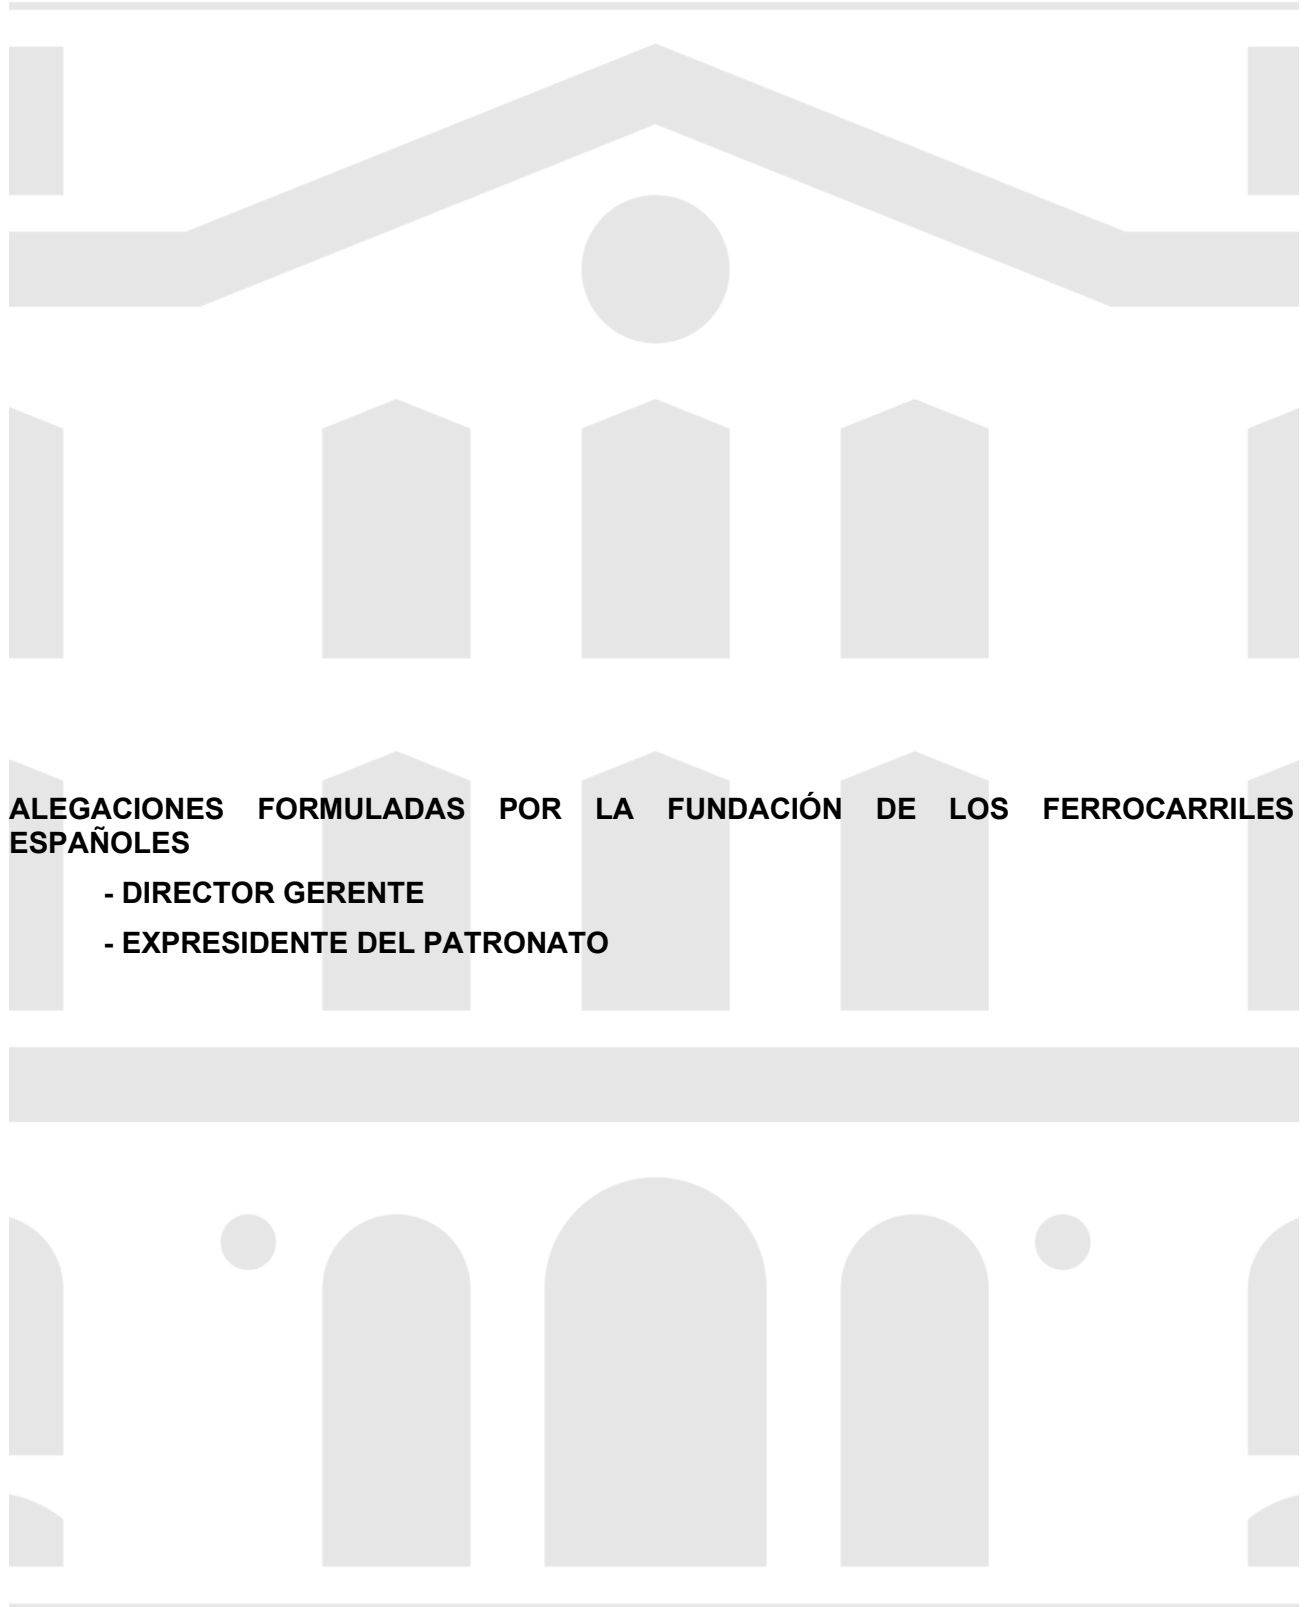 ALEGACIONES FORMULADAS POR LA FUNDACIÓN DE LOS FERROCARRILES
ESPAÑOLES
- DIRECTOR GERENTE
- EXPRESIDENTE DEL PATRONATO